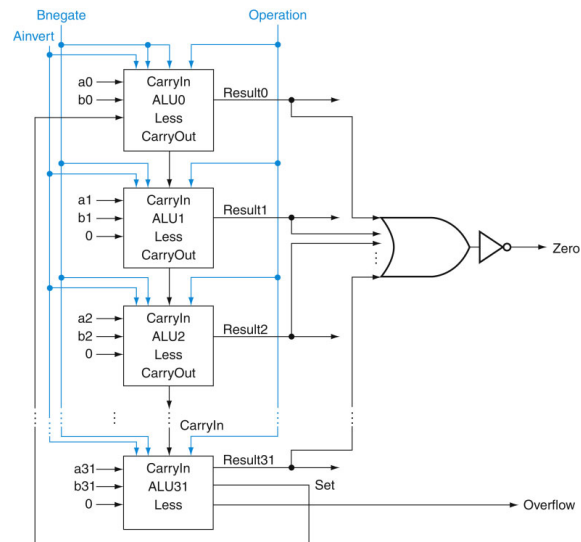 Bnegate
Operation
Ainvert
a0
b0
CarryIn
ALU0
Less
CarryOut
Result0
a1
b1
0
CarryIn
ALU1
Less
CarryOut
Result1
Zero
a2
b2
0
CarryIn
ALU2
Less
CarryOut
Result2
CarryIn
a31
b31
0
CarryIn
ALU31
Less
Result31
Set
Overflow